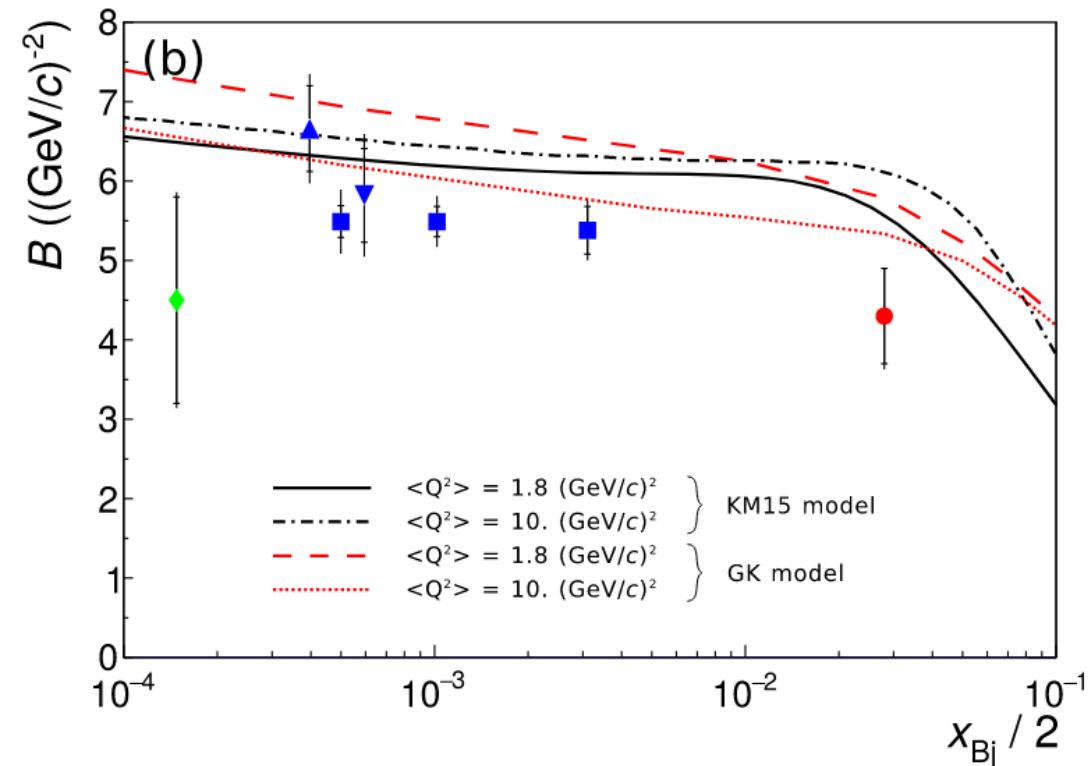 (b)
B ((GeV/c)⁻²)
8
7
6
5
4
3
2
1
0
<Q²> = 1.8 (GeV/c)²
<Q²> = 10. (GeV/c)²
KM15 model
<Q²> = 1.8 (GeV/c)²
<Q²> = 10. (GeV/c)²
GK model
10⁻⁴
10⁻³
10⁻²
10⁻¹
x_Bj / 2